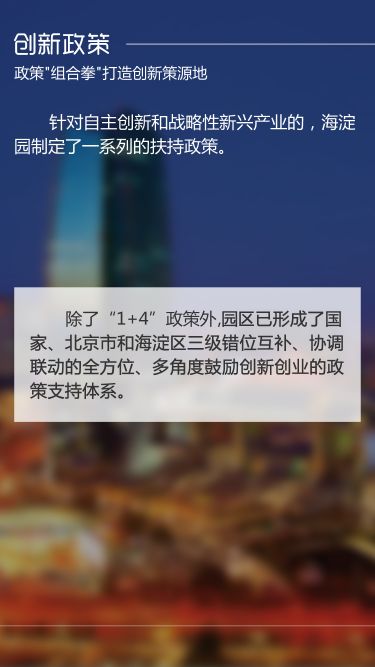 创新政策
政策"组合拳"打造创新策源地
针对自主创新和战略性新兴产业的，海淀
园制定了一系列的扶持政策。
除了“1+4”政策外,园区已形成了国
家、北京市和海淀区三级错位互补、协调
联动的全方位、多角度鼓励创新创业的政
策支持体系。